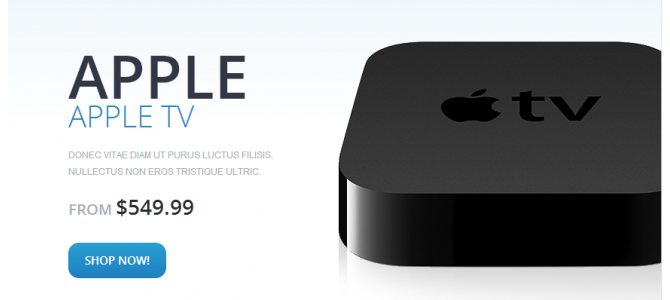 APPLE
APPLE TV
DONEC VITAE DIAM UT PURUS LUCTUS FILISIS.
NULLECTUS NON EROS TRISTIQUE ULTRIC.
FROM $549.99
SHOP NOW!
tv